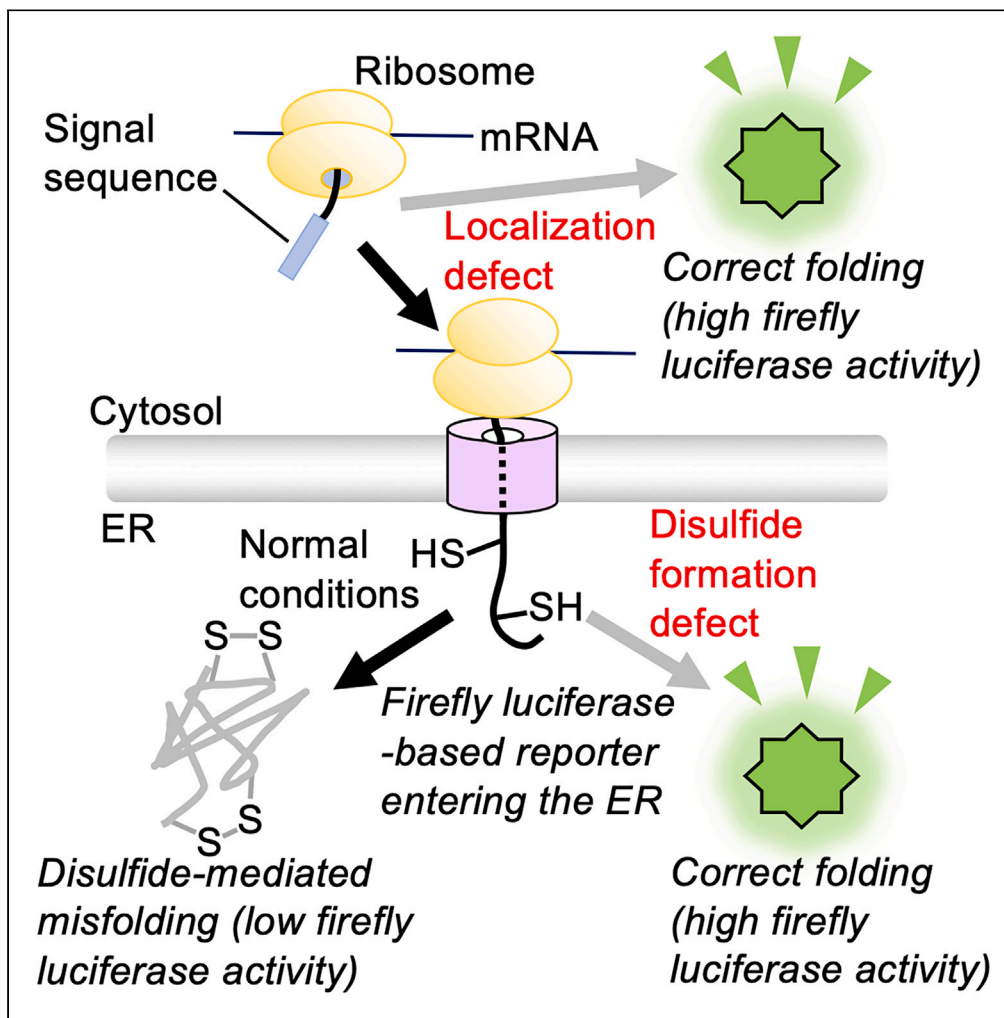 Ribosome
Signal
sequence
mRNA
Localization
defect
Correct folding
(high firefly
luciferase activity)
Cytosol
ER
Normal
conditions
HS
SH
Disulfide
formation
defect
S S
Firefly luciferase
-based reporter
entering the ER
S S
Disulfide-mediated
misfolding (low firefly
luciferase activity)
Correct folding
(high firefly
luciferase activity)